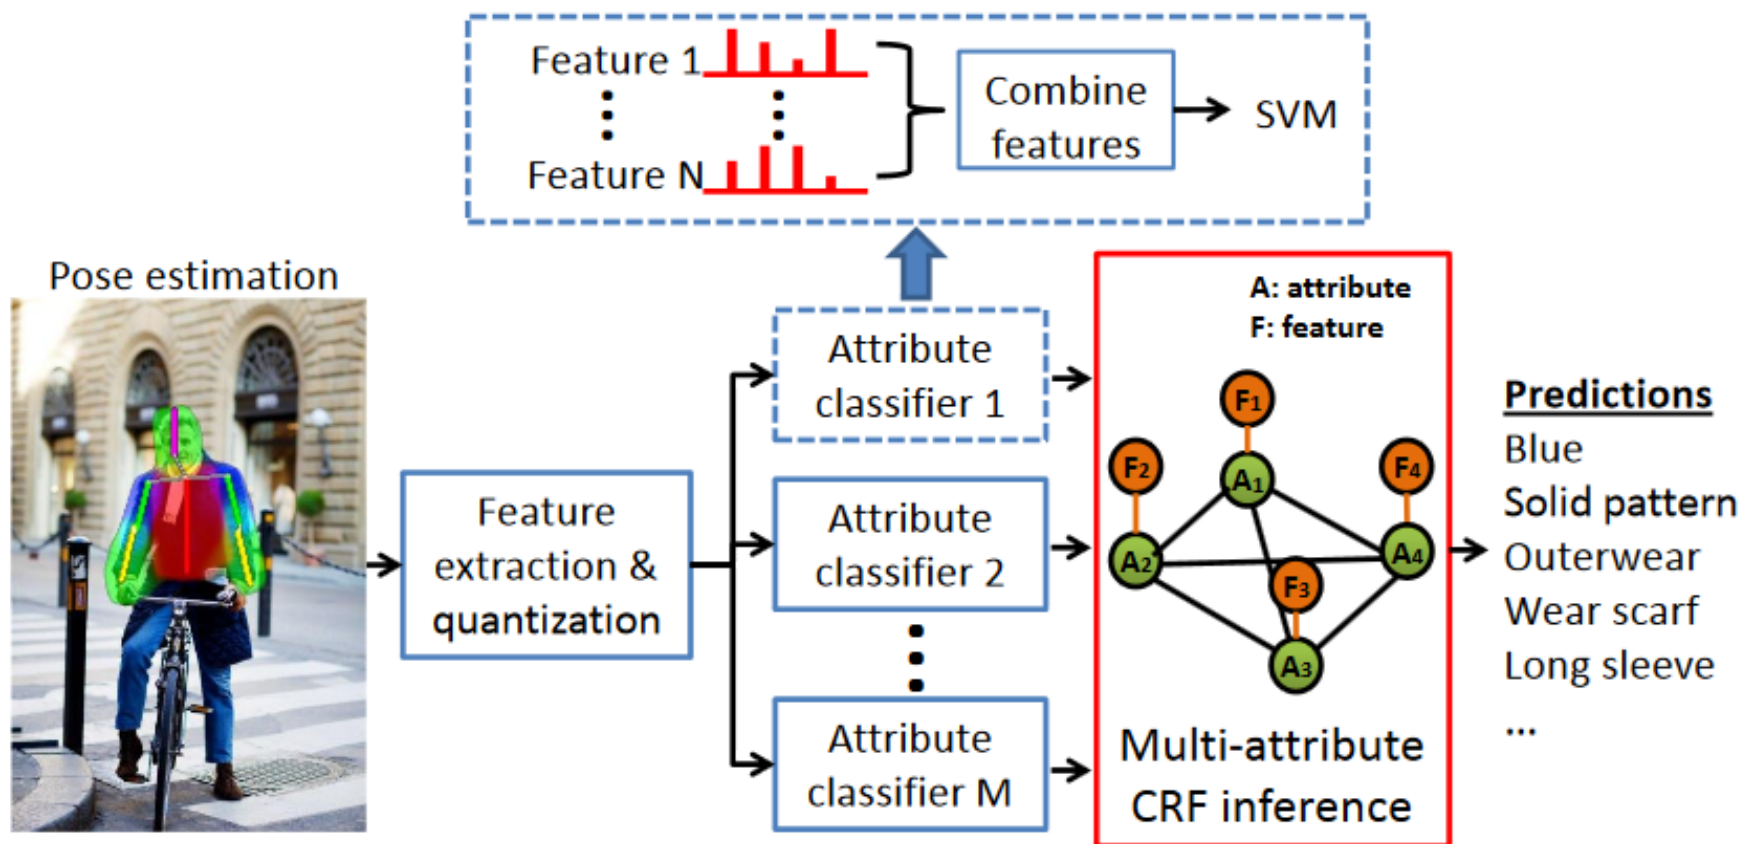 Feature 1
Feature N
Combine
features
SVM
Pose estimation
Feature
extraction &
quantization
Attribute
classifier 1
Attribute
classifier 2
Attribute
classifier M
A: attribute
F: feature
F1
F2
A1
F4
A2
A4
F3
A3
Multi-attribute
CRF inference
Predictions
Blue
Solid pattern
Outerwear
Wear scarf
Long sleeve
...